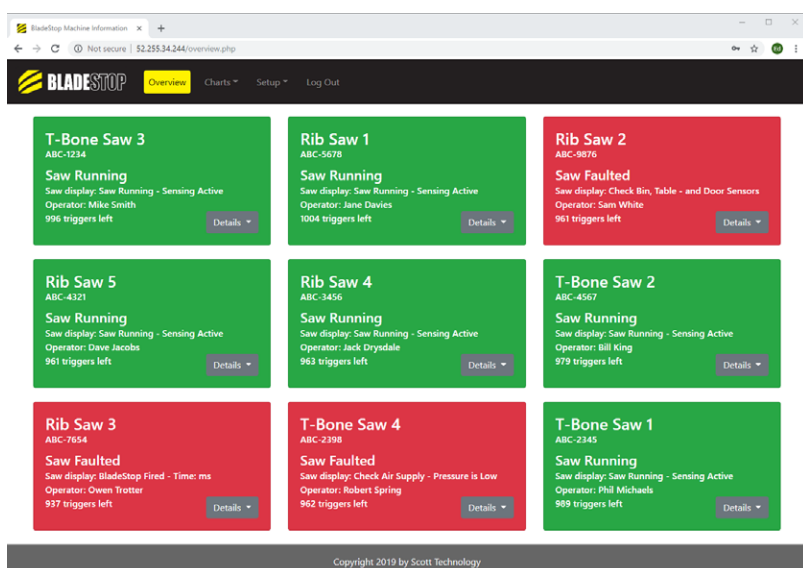 BladeStop Machine Information
Not secure | 52.255.34.244/overview.php
BLADESTOP
Overview
Charts
Setup
Log Out
T-Bone Saw 3
ABC-1234
Saw Running
Saw display: Saw Running - Sensing Active
Operator: Mike Smith
996 triggers left
Details
Rib Saw 1
ABC-5678
Saw Running
Saw display: Saw Running - Sensing Active
Operator: Jane Davies
1004 triggers left
Details
Rib Saw 2
ABC-9876
Saw Faulted
Saw display: Check Bin, Table - and Door Sensors
Operator: Sam White
961 triggers left
Details
Rib Saw 5
ABC-4321
Saw Running
Saw display: Saw Running - Sensing Active
Operator: Dave Jacobs
961 triggers left
Details
Rib Saw 4
ABC-3456
Saw Running
Saw display: Saw Running - Sensing Active
Operator: Jack Drysdale
963 triggers left
Details
T-Bone Saw 2
ABC-4567
Saw Running
Saw display: Saw Running - Sensing Active
Operator: Bill King
979 triggers left
Details
Rib Saw 3
ABC-7654
Saw Faulted
Saw display: BladeStop Fired - Time: ms
Operator: Owen Trotter
937 triggers left
Details
T-Bone Saw 4
ABC-2398
Saw Faulted
Saw display: Check Air Supply - Pressure is Low
Operator: Robert Spring
962 triggers left
Details
T-Bone Saw 1
ABC-2345
Saw Running
Saw display: Saw Running - Sensing Active
Operator: Phil Michaels
989 triggers left
Details
Copyright 2019 by Scott Technology